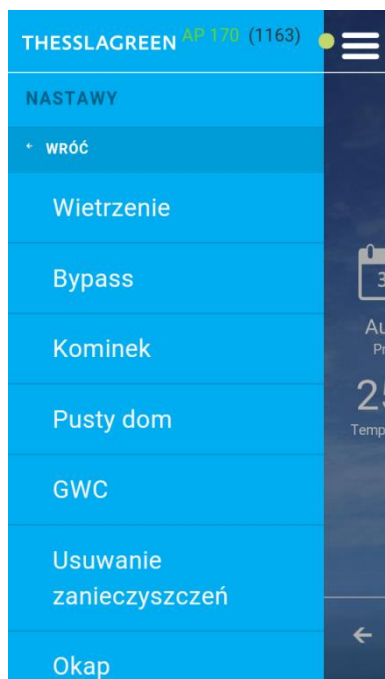 THESSLAGREEN AP 170 (1163)
NASTAWY
WRÓĆ
Wietrzenie
Bypass
Kominek
Pusty dom
GWC
Usuwanie
zanieczyszczeń
Okap